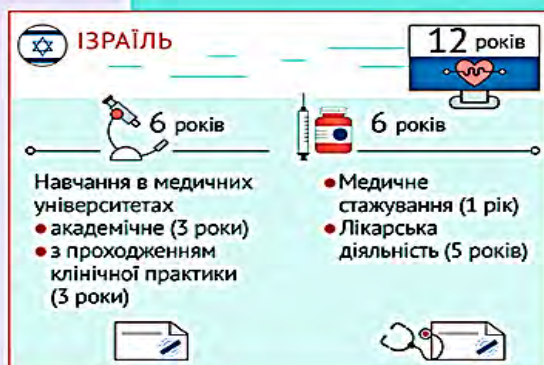 ІЗРАЇЛЬ
12 років
6 років
Навчання в медичних
університетах
● академічне (3 роки)
● з проходженням
клінічної практики
(3 роки)
6 років
● Медичне
стажування (1 рік)
● Лікарська
діяльність (5 років)